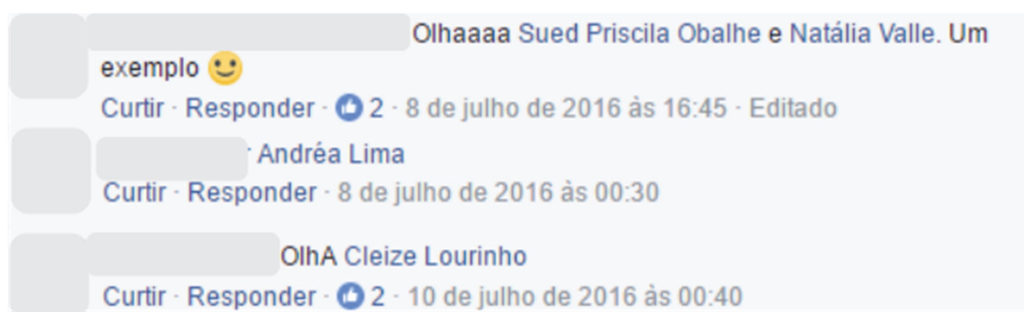 Olhaaaa Sued Priscila Obalhe e Natália Valle. Um
exemplo 🙂
Curtir · Responder · 2 · 8 de julho de 2016 às 16:45 · Editado
Andréa Lima
Curtir · Responder · 8 de julho de 2016 às 00:30
OlhA Cleize Lourinho
Curtir · Responder · 2 · 10 de julho de 2016 às 00:40